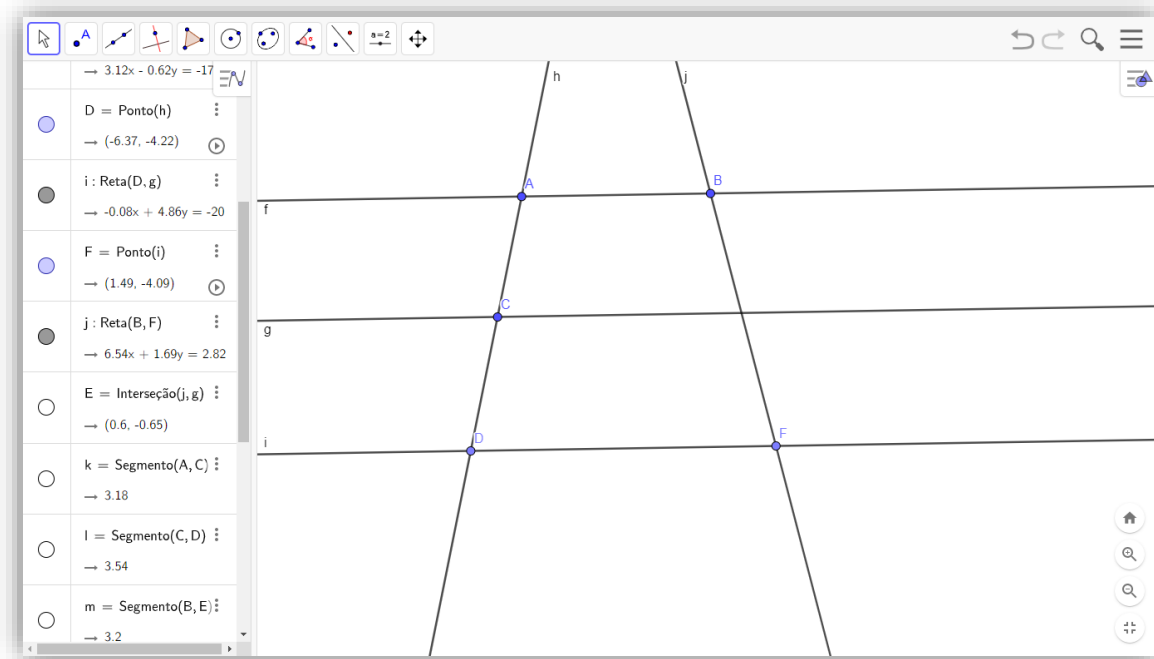 A
a=2
→ 3.12x - 0.62y = -17
D = Ponto(h)
→ (-6.37, -4.22)
i : Reta(D, g)
→ -0.08x + 4.86y = -20
F = Ponto(i)
→ (1.49, -4.09)
j : Reta(B, F)
→ 6.54x + 1.69y = 2.82
E = Interseção(j, g)
→ (0.6, -0.65)
k = Segmento(A, C)
→ 3.18
l = Segmento(C, D)
→ 3.54
m = Segmento(B, E)
→ 3.2
h
j
A
B
f
C
g
i
D
F